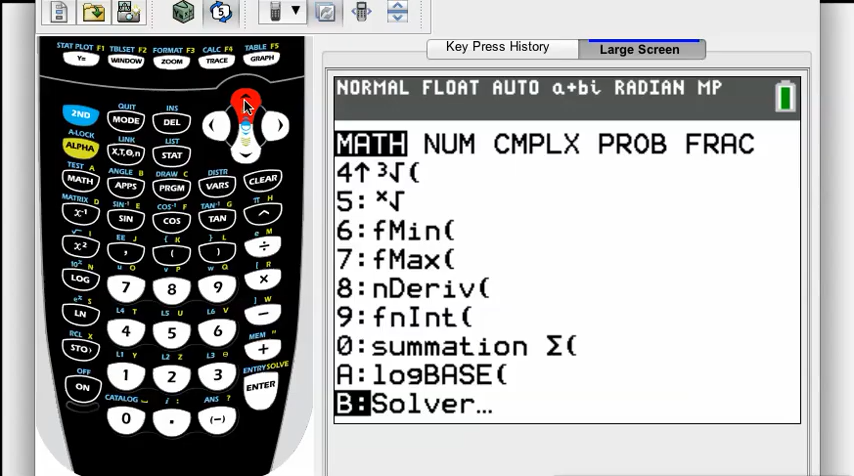 Key Press History
Large Screen
STAT PLOT F1 TBLSET F2 FORMAT F3 CALC F4 TABLE F5
Y= WINDOW ZOOM TRACE GRAPH
QUIT INS
2ND MODE DEL
A-LOCK LINK LIST
ALPHA X,T,Θ,n STAT
TEST A ANGLE B DRAW C DISTR
MATH APPS PRGM VARS CLEAR
MATRIX D SIN⁻¹ E COS⁻¹ F TAN⁻¹ G π H
X⁻¹ SIN COS TAN ^
√ I EE J { K } L e M
X² , ( ) ÷
10ˣ N u O v P w Q [ R
LOG 7 8 9 ×
eˣ S L4 T L5 U L6 V ] W
LN 4 5 6 −
RCL X L1 Y L2 Z L3 Θ MEM "
STO› 1 2 3 +
OFF CATALOG ⎵ i : ANS ? ENTRY SOLVE
ON 0 . (−) ENTER
NORMAL FLOAT AUTO a+bi RADIAN MP
MATH NUM CMPLX PROB FRAC
4↑³√(
5:ˣ√
6:fMin(
7:fMax(
8:nDeriv(
9:fnInt(
0:summation Σ(
A:logBASE(
B:Solver…